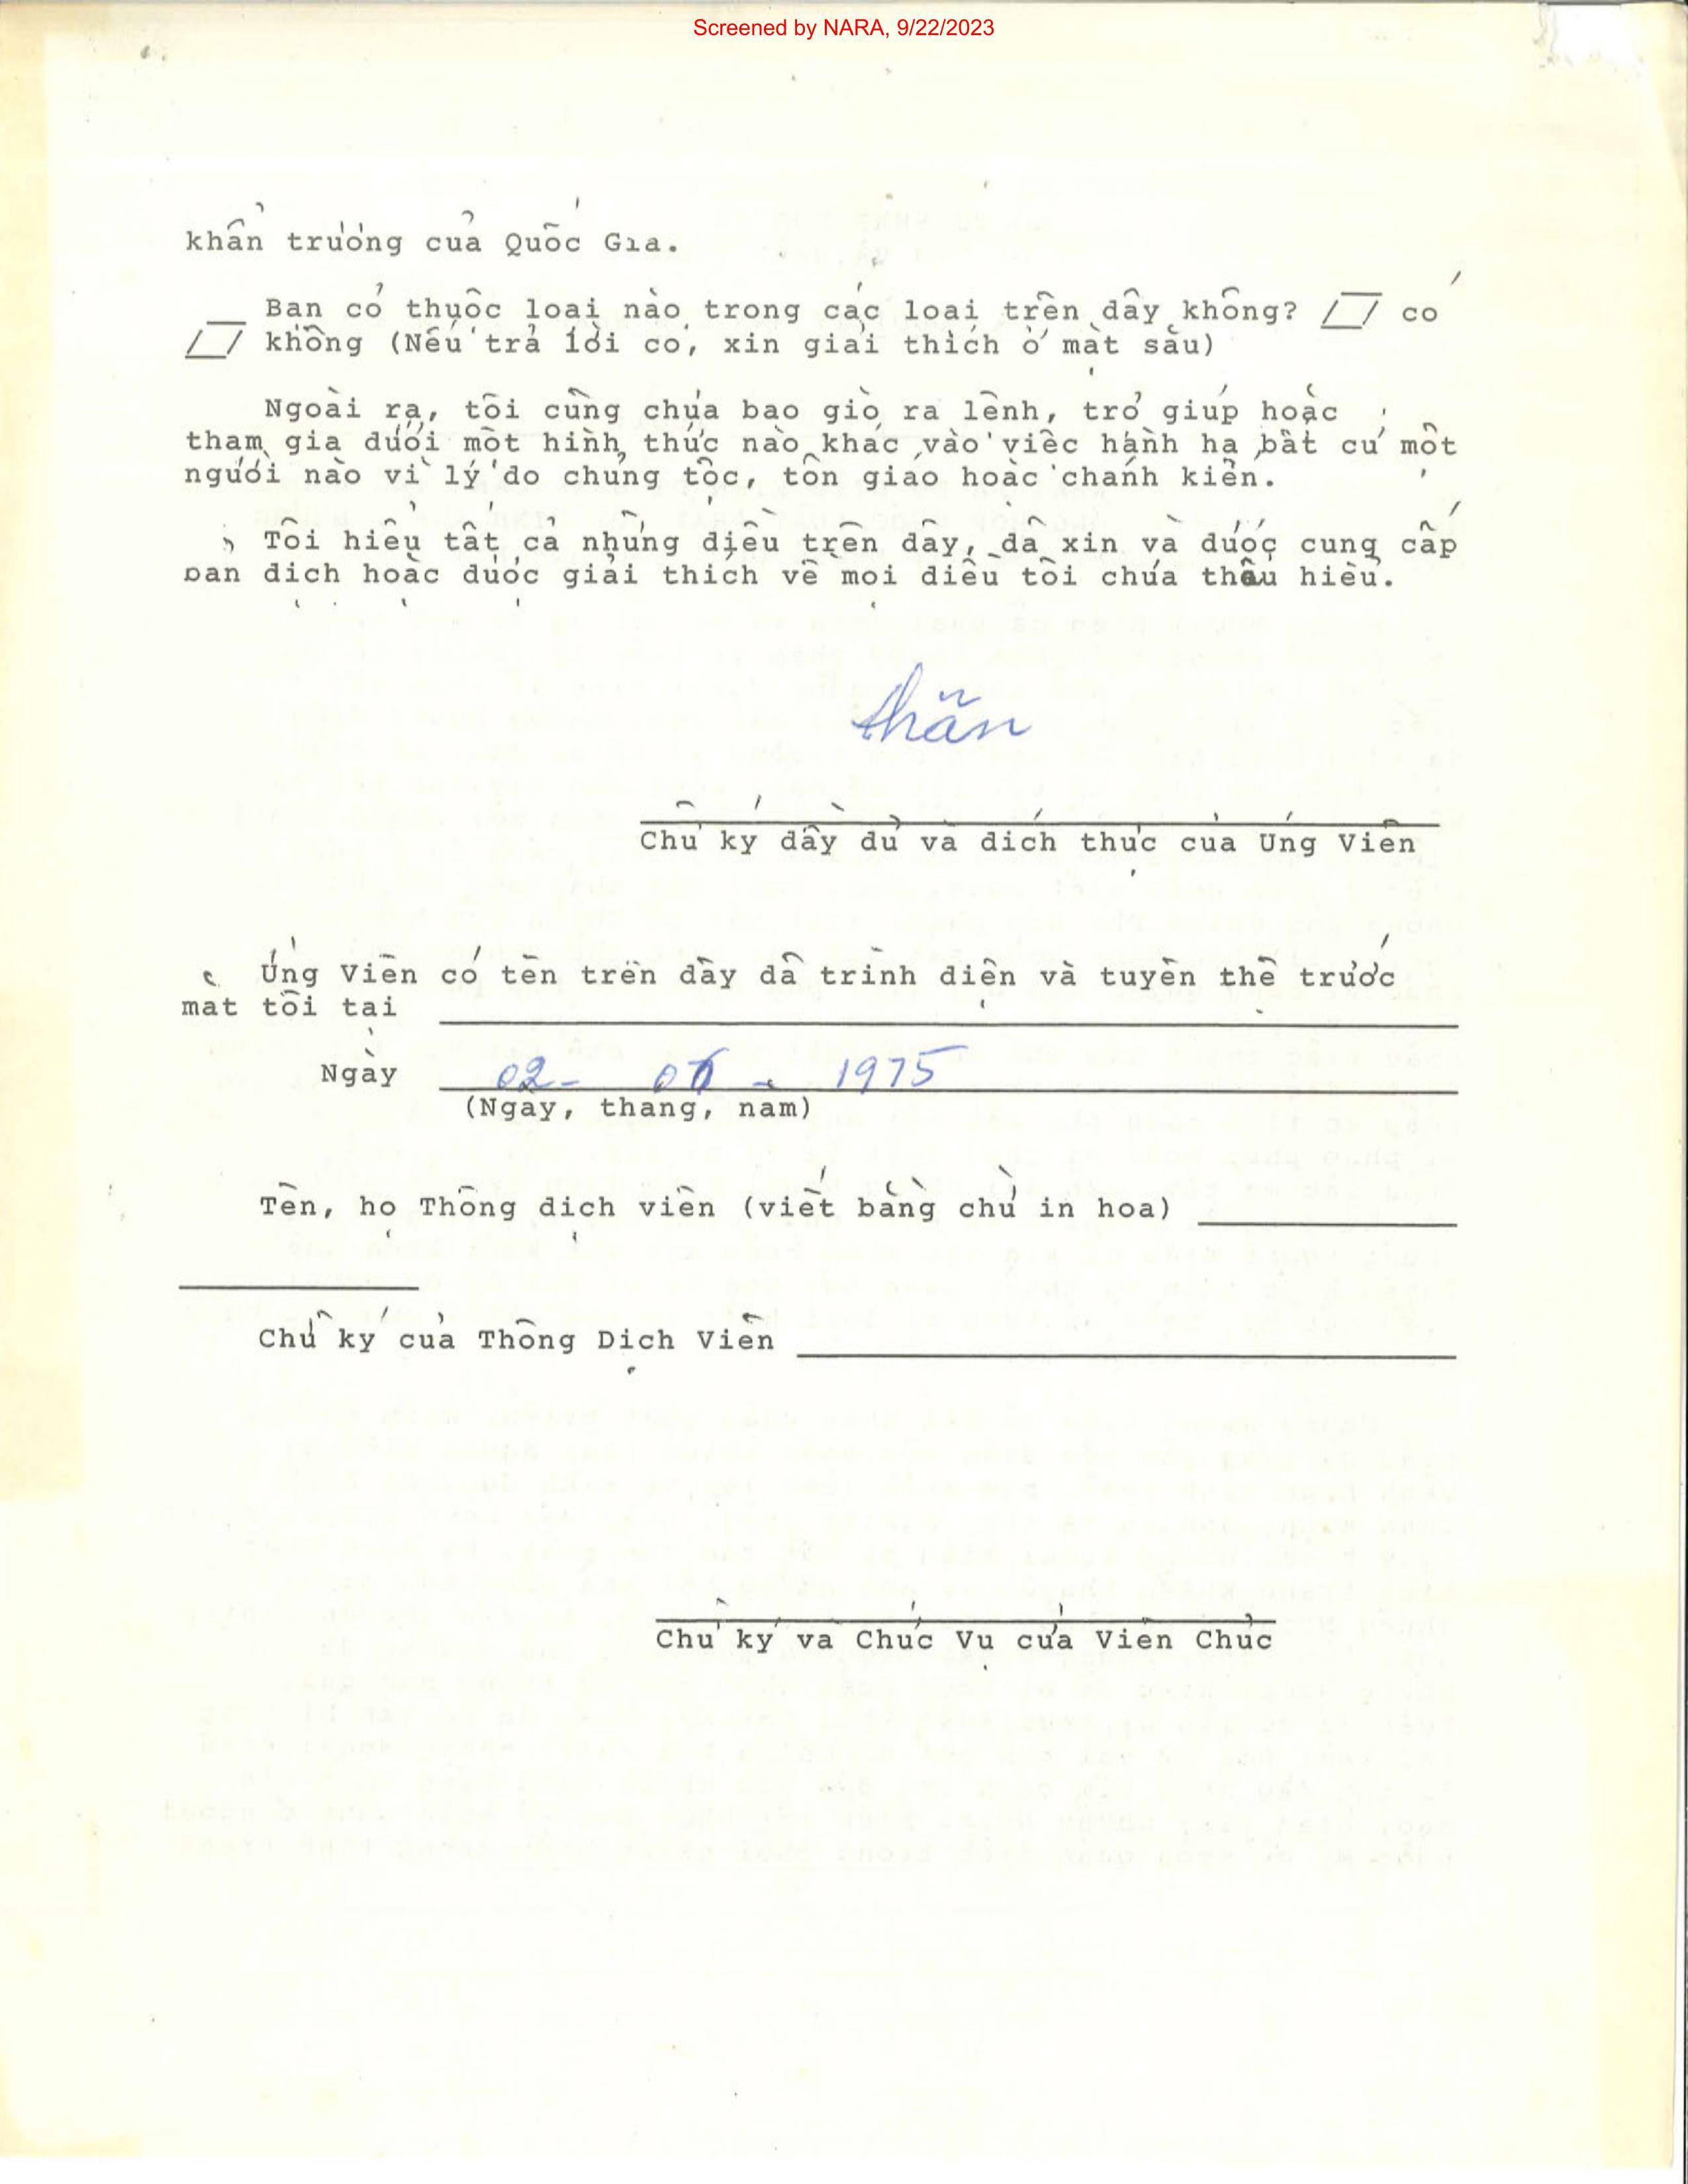 Screened by NARA, 9/22/2023
khẩn trương của Quốc Gia.
Bạn có thuộc loại nào trong các loại trên đây không? /_/ có
/_/ không (Nếu trả lời có, xin giải thích ở mặt sau)
Ngoài ra, tôi cũng chưa bao giờ ra lệnh, trợ giúp hoặc
tham gia dưới một hình thức nào khác vào việc hành hạ bất cứ một
người nào vì lý do chủng tộc, tôn giáo hoặc chánh kiến.
Tôi hiểu tất cả những điều trên đây, đã xin và được cung cấp
bản dịch hoặc được giải thích về mọi điều tôi chưa thấu hiểu.
thân
Chữ ký đầy đủ và đích thực của Ứng Viên
Ứng Viên có tên trên đây đã trình diện và tuyên thệ trước
mặt tôi tại
Ngày 02- 06 - 1975
(Ngay, thang, nam)
Tên, họ Thông dịch viên (viết bằng chữ in hoa)
Chữ ký của Thông Dịch Viên
Chữ ký và Chức Vụ của Viên Chức